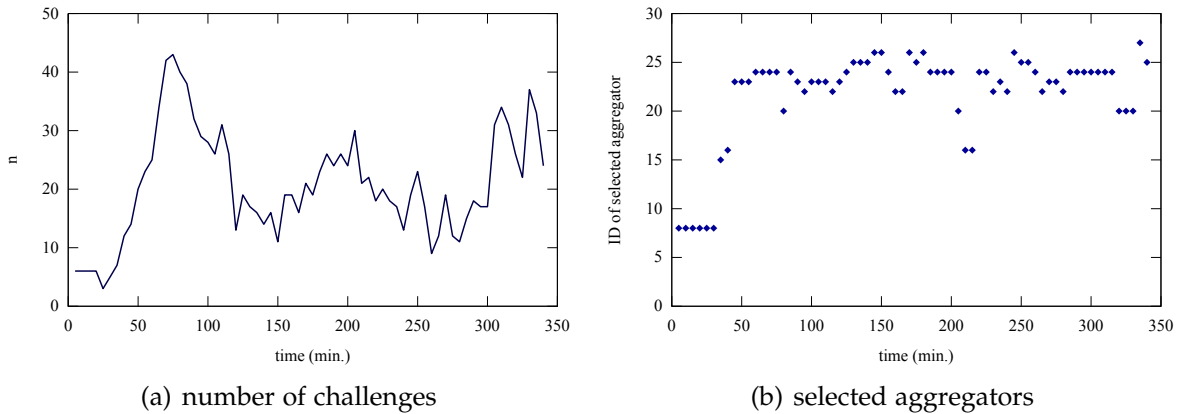 50
40
30
20
10
0
n
0 50 100 150 200 250 300 350
time (min.)
(a) number of challenges
30
25
20
15
10
5
0
ID of selected aggregator
0 50 100 150 200 250 300 350
time (min.)
(b) selected aggregators